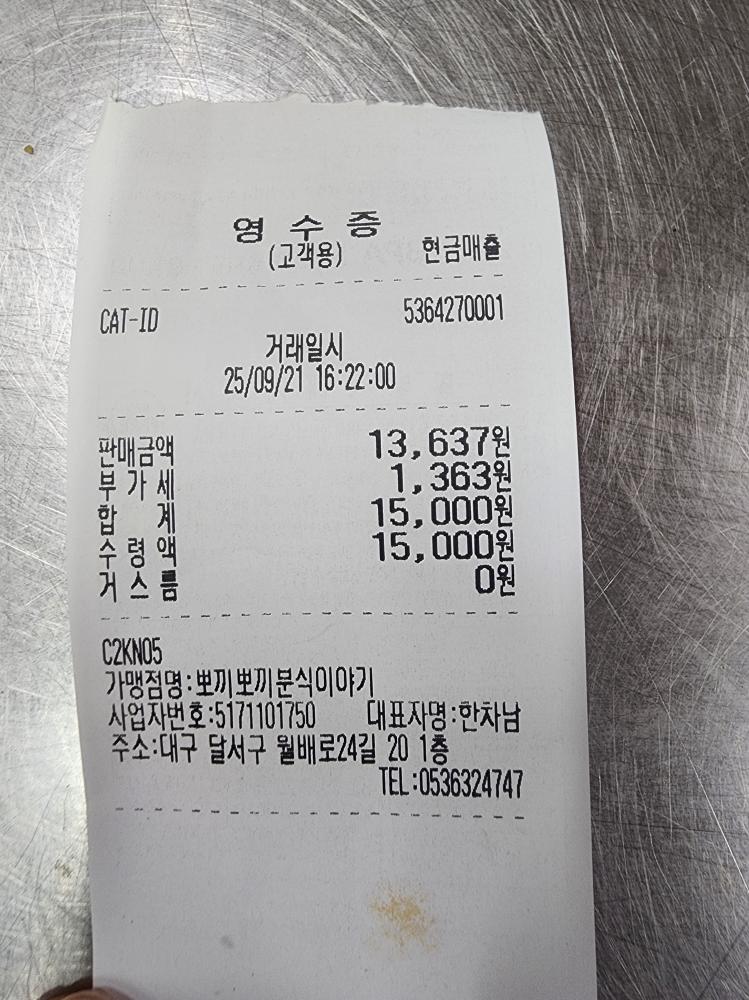 영 수 증
(고객용) 현금매출
CAT-ID 5364270001
거래일시
25/09/21 16:22:00
판매금액 13,637원
부 가 세 1,363원
합 계 15,000원
수 령 액 15,000원
거 스 름 0원
C2KN05
가맹점명:뽀끼뽀끼분식이야기
사업자번호:5171101750 대표자명:한차남
주소:대구 달서구 월배로24길 20 1층
TEL:0536324747